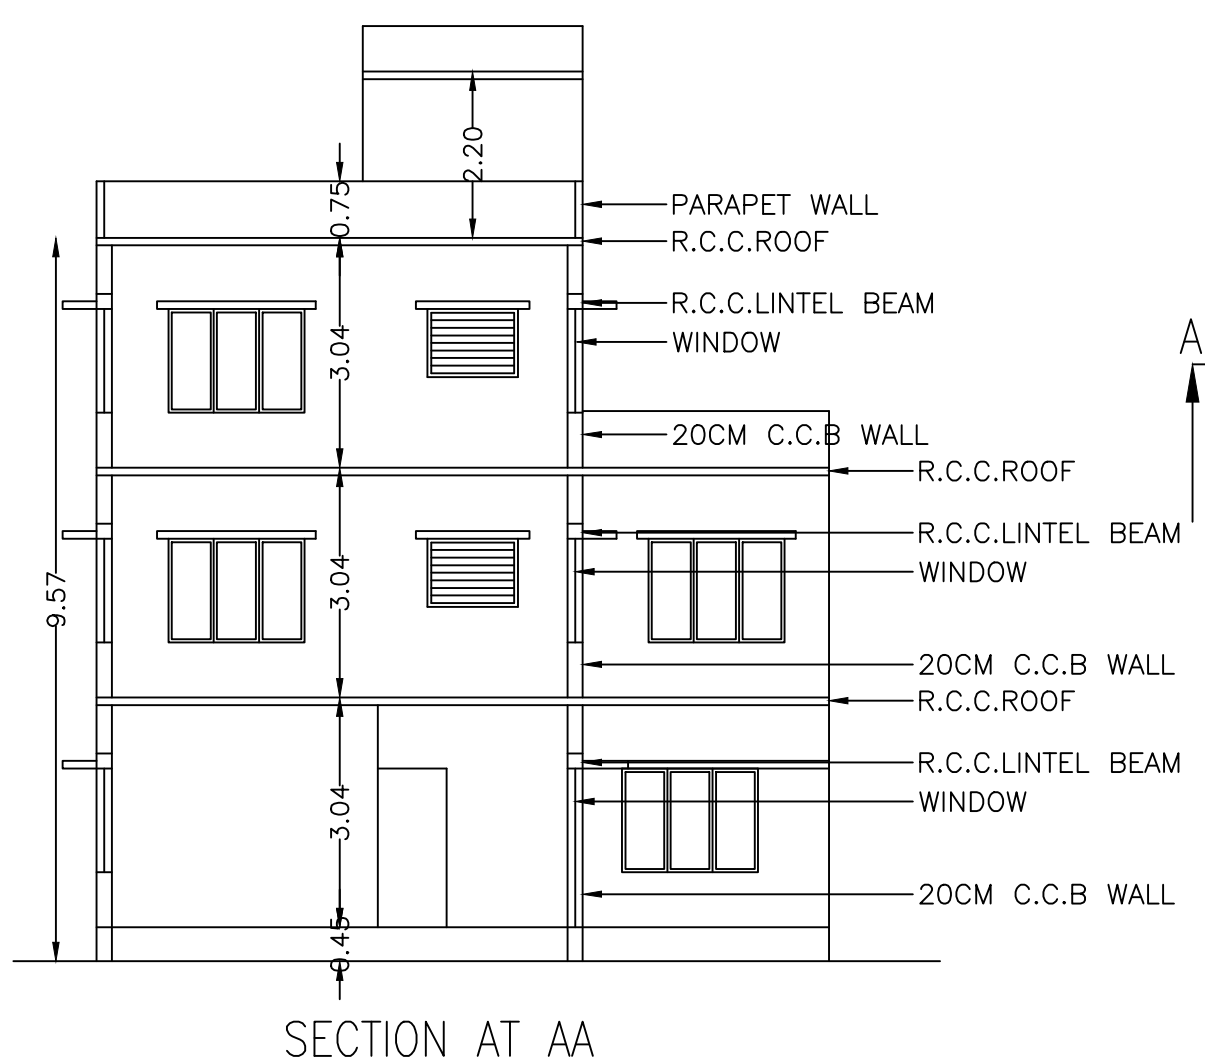 2.20
0.75
PARAPET WALL
R.C.C.ROOF
R.C.C.LINTEL BEAM
3.04
WINDOW
A
20CM C.C.B WALL
R.C.C.ROOF
R.C.C.LINTEL BEAM
3.04
WINDOW
9.57
20CM C.C.B WALL
R.C.C.ROOF
R.C.C.LINTEL BEAM
3.04
WINDOW
20CM C.C.B WALL
0.45
SECTION AT AA